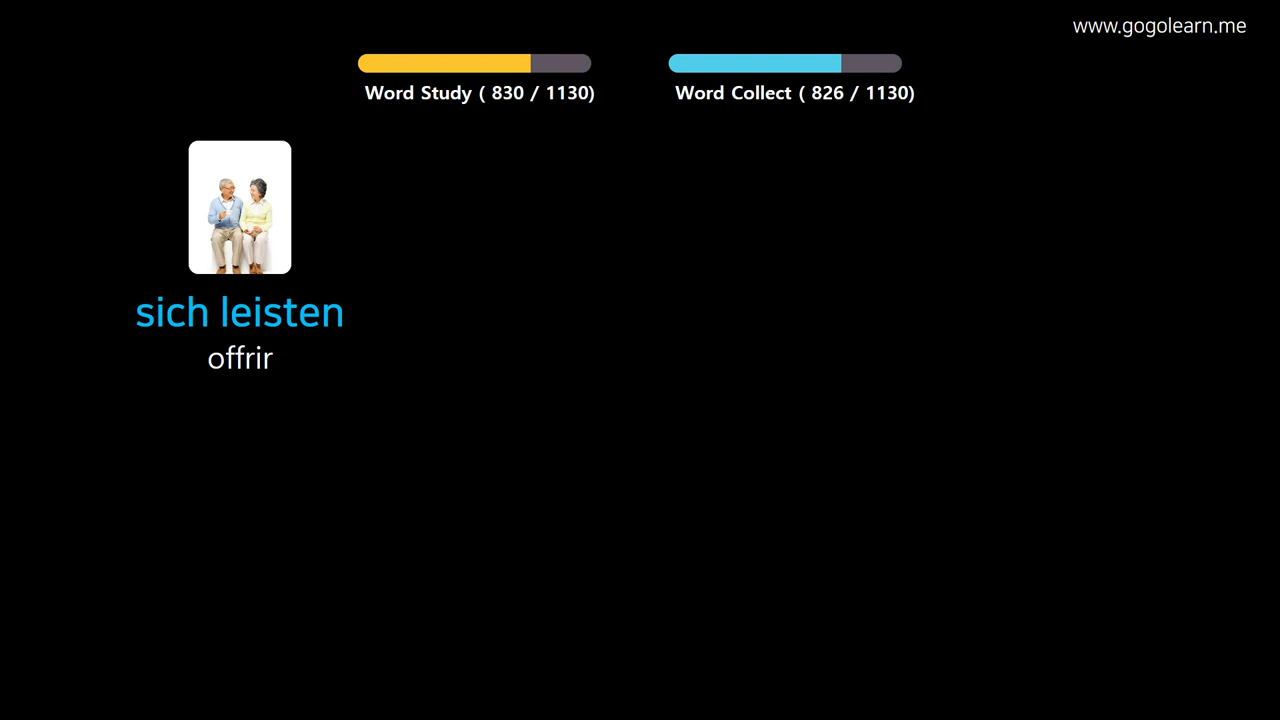 www.gogolearn.me
Word Study ( 830 / 1130)
Word Collect ( 826 / 1130)
sich leisten
offrir